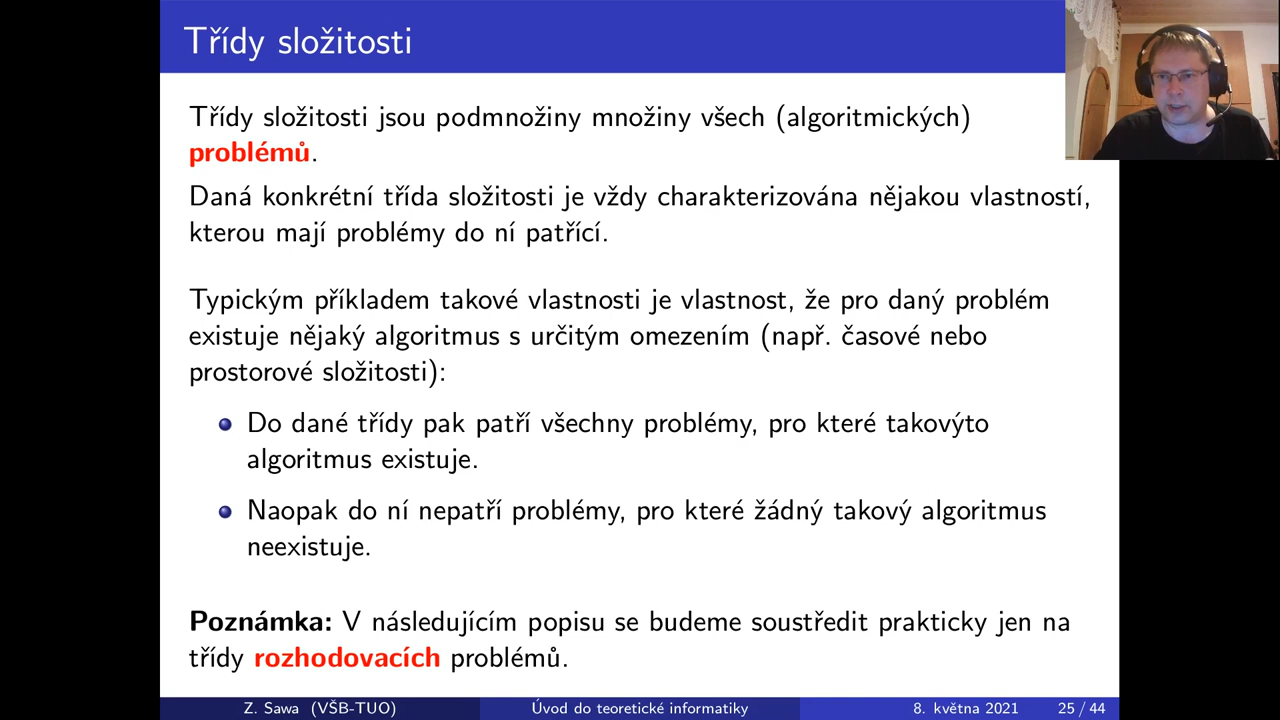 Třídy složitosti
Třídy složitosti jsou podmnožiny množiny všech (algoritmických)
problémů.
Daná konkrétní třída složitosti je vždy charakterizována nějakou vlastností,
kterou mají problémy do ní patřící.
Typickým příkladem takové vlastnosti je vlastnost, že pro daný problém
existuje nějaký algoritmus s určitým omezením (např. časové nebo
prostorové složitosti):
Do dané třídy pak patří všechny problémy, pro které takovýto
algoritmus existuje.
Naopak do ní nepatří problémy, pro které žádný takový algoritmus
neexistuje.
Poznámka: V následujícím popisu se budeme soustředit prakticky jen na
třídy rozhodovacích problémů.
Z. Sawa (VŠB-TUO) Úvod do teoretické informatiky 8. května 2021 25 / 44